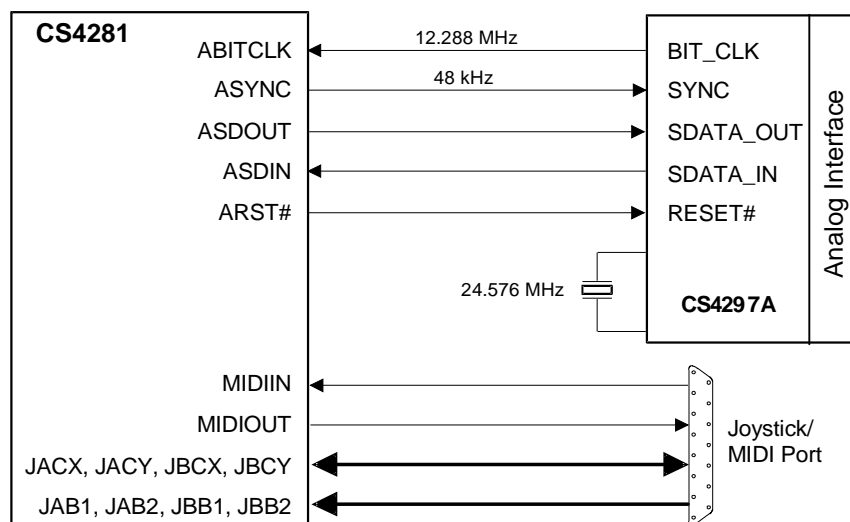 CS4281
ABITCLK 12.288 MHz BIT_CLK
ASYNC 48 kHz SYNC
ASDOUT SDATA_OUT
ASDIN SDATA_IN
ARST# RESET#
Analog Interface
24.576 MHz CS4297A
MIDIIN
MIDIOUT
Joystick/
MIDI Port
JACX, JACY, JBCX, JBCY
JAB1, JAB2, JBB1, JBB2